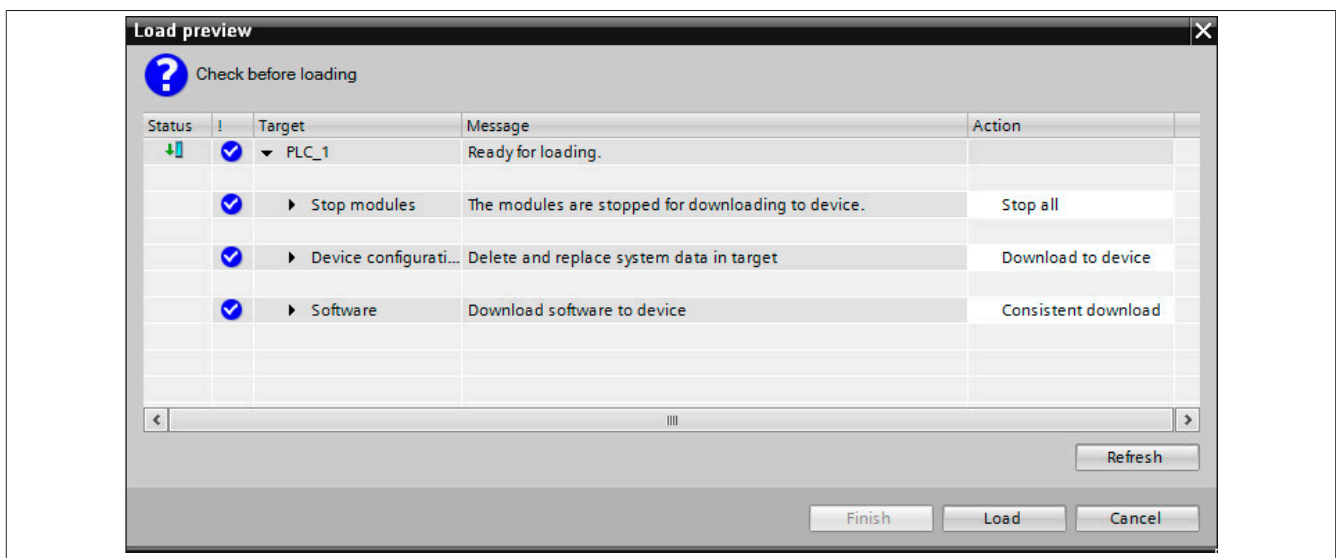 Load preview
Check before loading
Status ! Target Message Action
PLC_1 Ready for loading.
Stop modules The modules are stopped for downloading to device. Stop all
Device configurati... Delete and replace system data in target Download to device
Software Download software to device Consistent download
Refresh
Finish Load Cancel